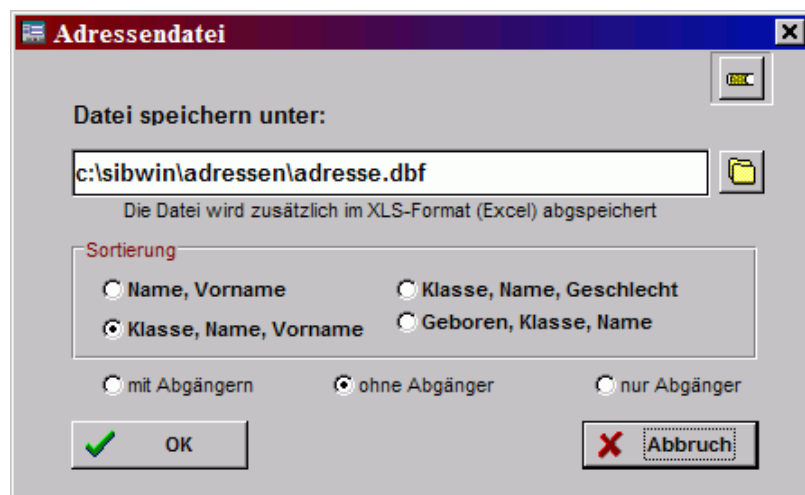 Adressendatei
Datei speichern unter:
c:\sibwin\adressen\adresse.dbf
Die Datei wird zusätzlich im XLS-Format (Excel) abgspeichert
Sortierung
Name, Vorname
Klasse, Name, Geschlecht
Klasse, Name, Vorname
Geboren, Klasse, Name
mit Abgängern ohne Abgänger nur Abgänger
OK Abbruch